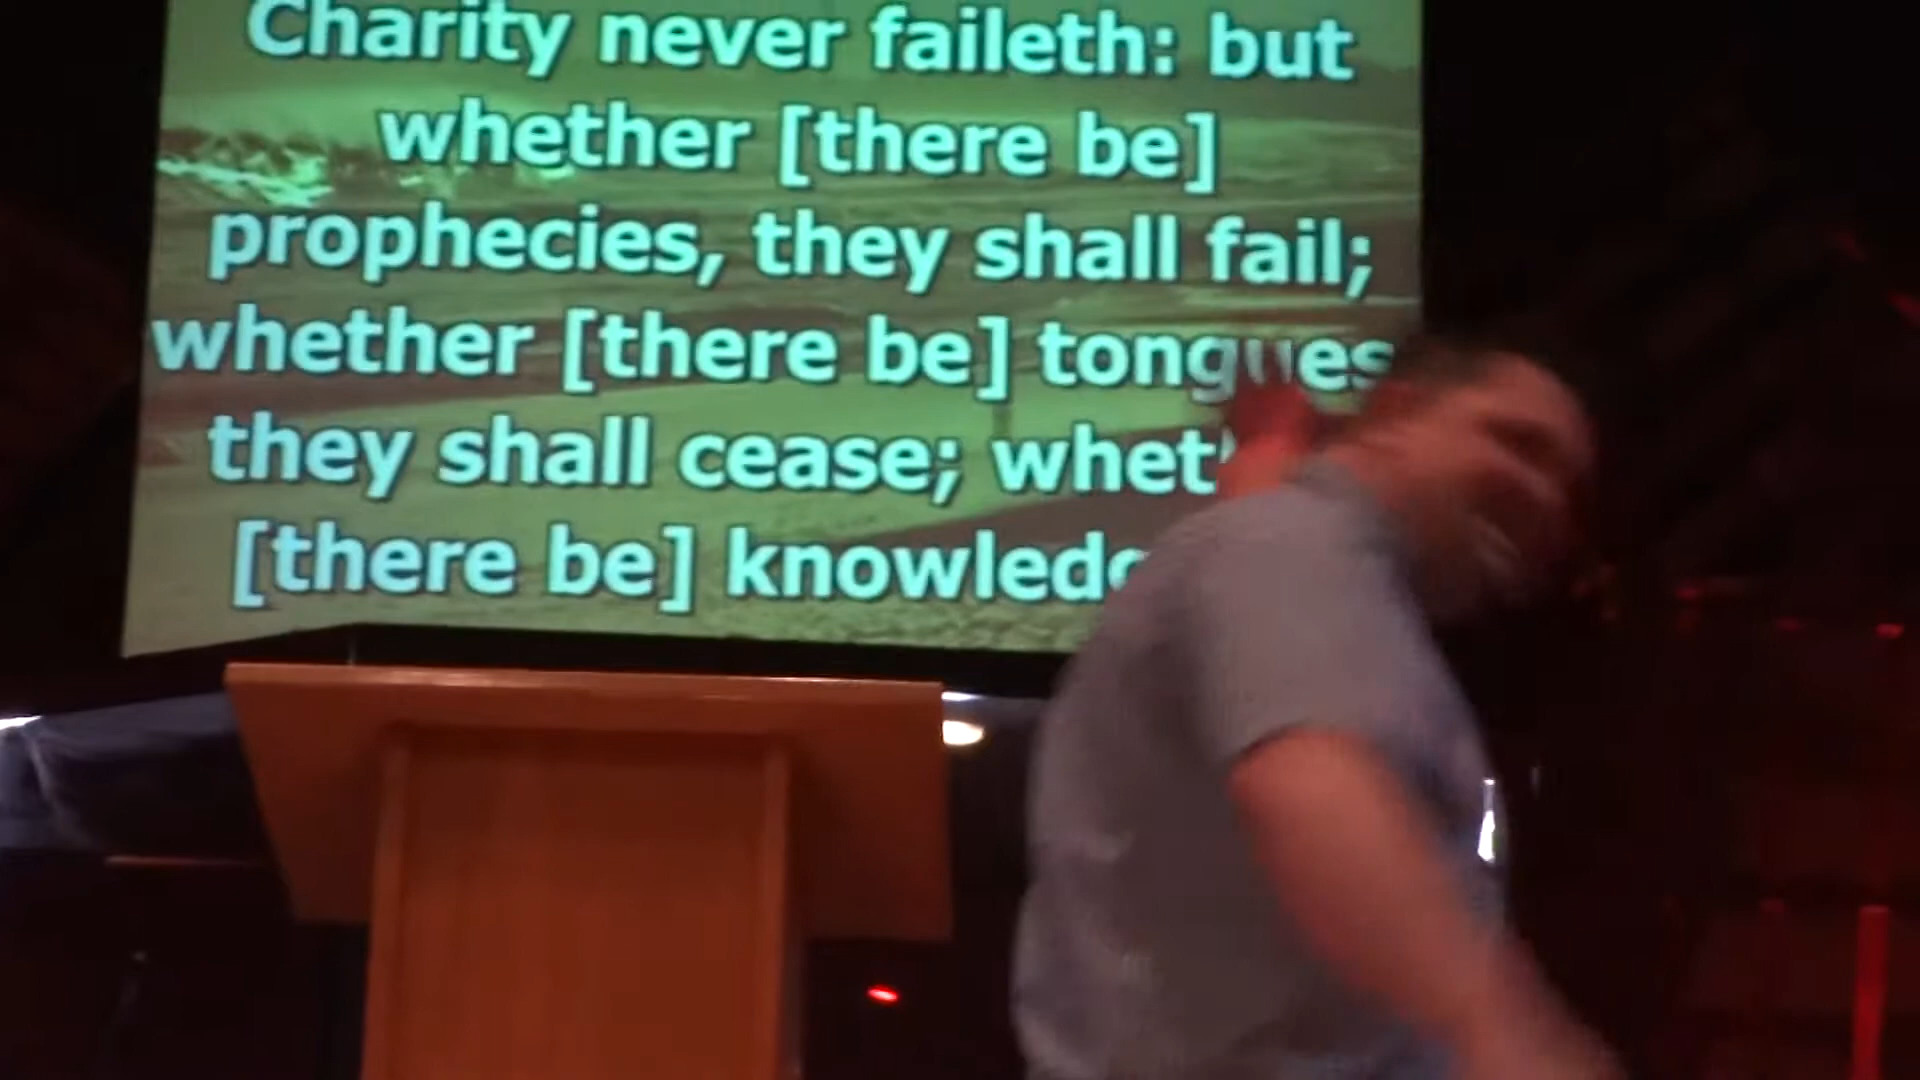 Charity never faileth: but
whether [there be]
prophecies, they shall fail;
whether [there be] tongues
they shall cease;
[there be]